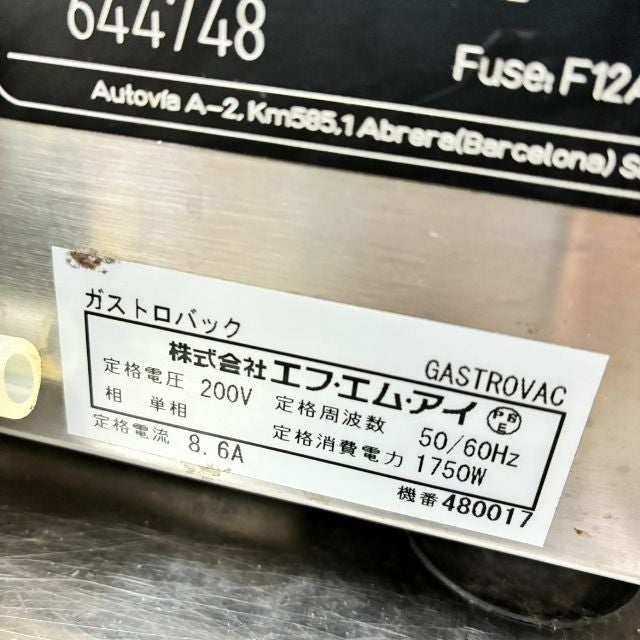 644748
Fuse: F12A
Autovía A-2, Km585,1 Abrera(Barcelona) S
ガストロバック GASTROVAC
株式会社エフ・エム・アイ PSE
定格電圧 200V 定格周波数 50/60Hz
相 単相
定格電流 8.6A 定格消費電力 1750W
機番 480017